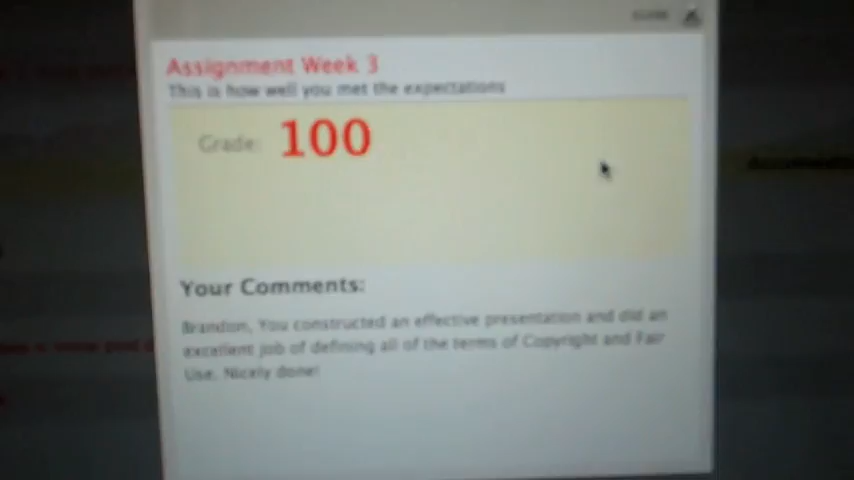 CLOSE X
Assignment Week 3
This is how well you met the expectations
Grade: 100
Your Comments:
Brandon, You constructed an effective presentation and did an
excellent job of defining all of the terms of Copyright and Fair
Use. Nicely done!